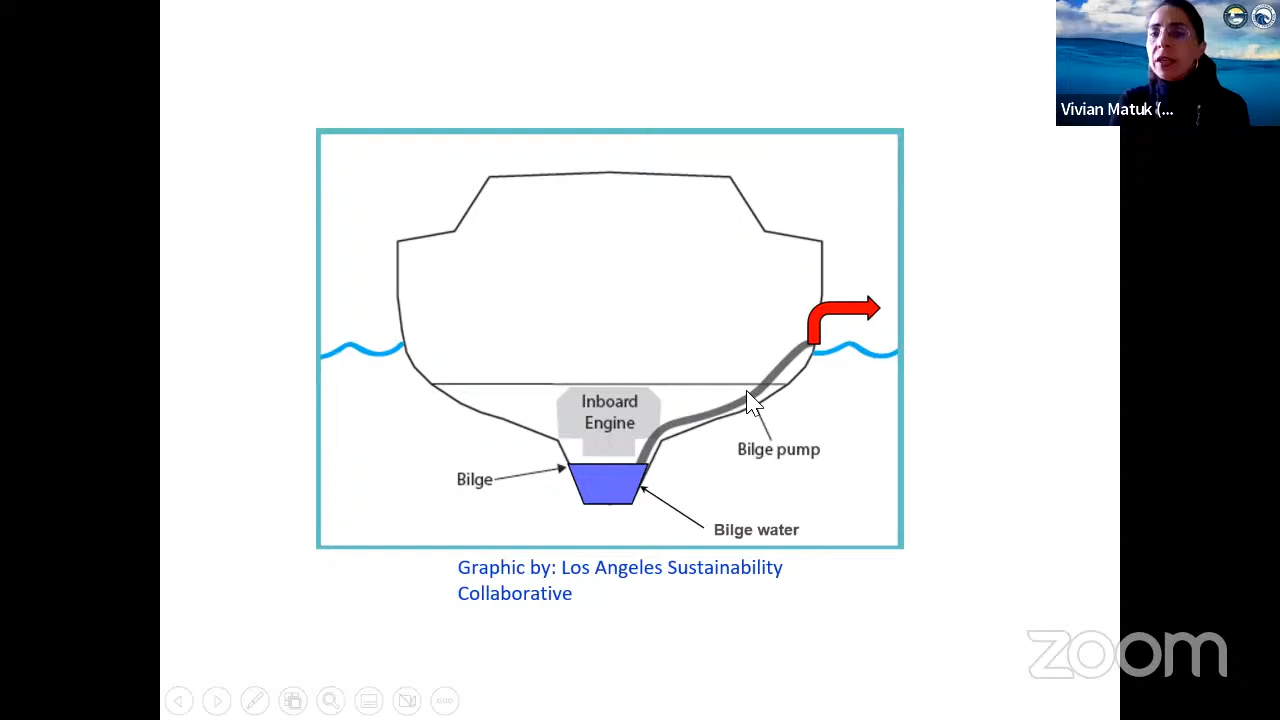 Vivian Matuk (...
Inboard
Engine
Bilge pump
Bilge
Bilge water
Graphic by: Los Angeles Sustainability
Collaborative
zoom